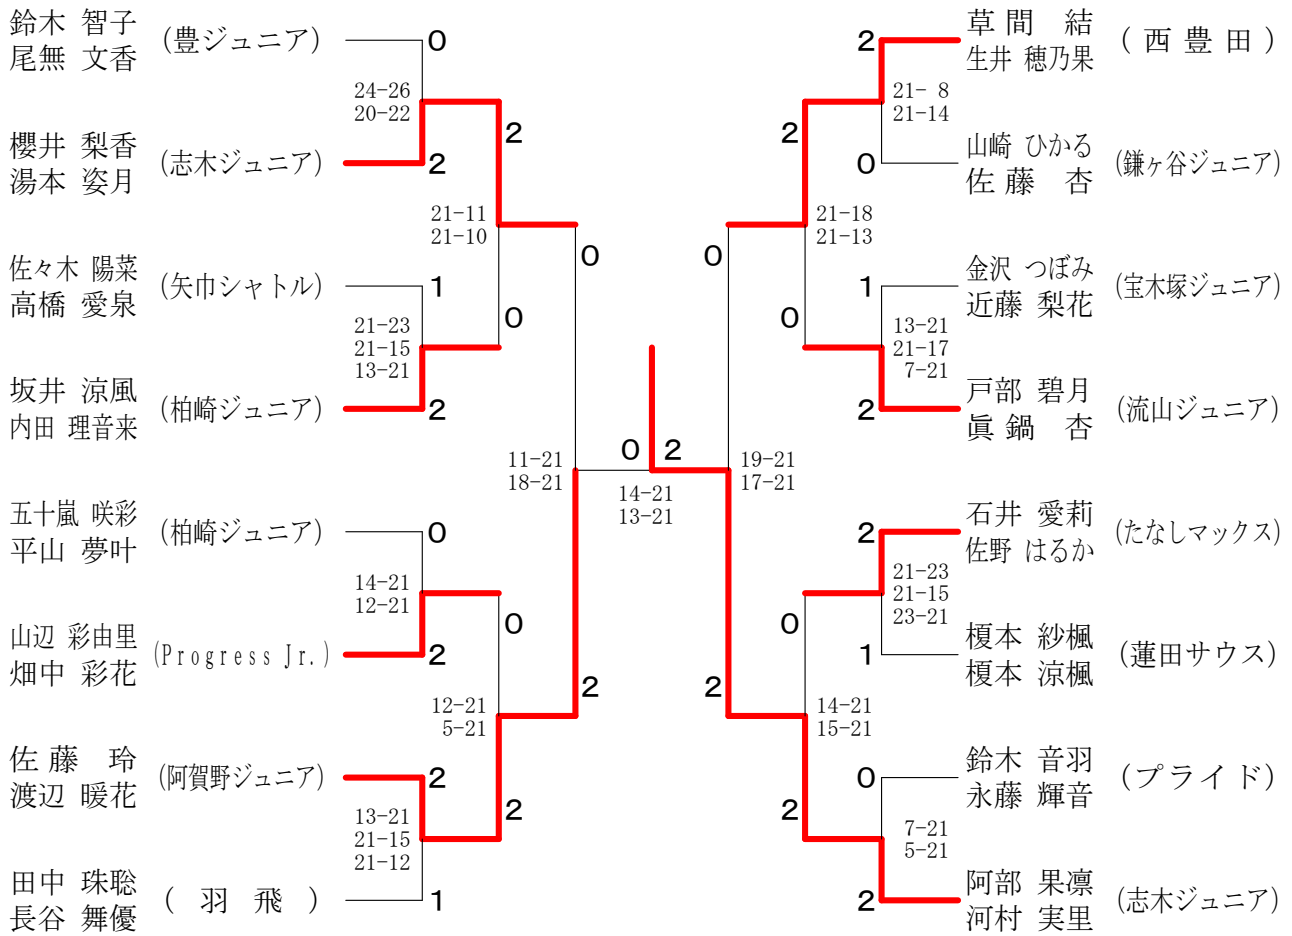 鈴木 智子
尾無 文香
(豊ジュニア)
0
24-26
20-22
櫻井 梨香
湯本 姿月
(志木ジュニア)
2
2
21-11
21-10
佐々木 陽菜
高橋 愛泉
(矢巾シャトル)
1
0
21-23
21-15
13-21
坂井 涼風
内田 理音来
(柏崎ジュニア)
2
0
11-21
18-21
五十嵐 咲彩
平山 夢叶
(柏崎ジュニア)
0
14-21
12-21
山辺 彩由里
畑中 彩花
(Progress Jr.)
2
0
2
12-21
5-21
佐藤 玲
渡辺 暖花
(阿賀野ジュニア)
2
2
13-21
21-15
21-12
田中 珠聡
長谷 舞優
(羽飛)
1
0
2
14-21
13-21
草間 結
生井 穂乃果
(西豊田)
2
21- 8
21-14
2
山崎 ひかる
佐藤 杏
(鎌ヶ谷ジュニア)
0
21-18
21-13
0
金沢 つぼみ
近藤 梨花
(宝木塚ジュニア)
1
0
13-21
21-17
7-21
戸部 碧月
眞鍋 杏
(流山ジュニア)
2
19-21
17-21
石井 愛莉
佐野 はるか
(たなしマックス)
2
21-23
21-15
23-21
0
榎本 紗楓
榎本 涼楓
(蓮田サウス)
1
2
14-21
15-21
鈴木 音羽
永藤 輝音
(プライド)
0
2
7-21
5-21
阿部 果凛
河村 実里
(志木ジュニア)
2